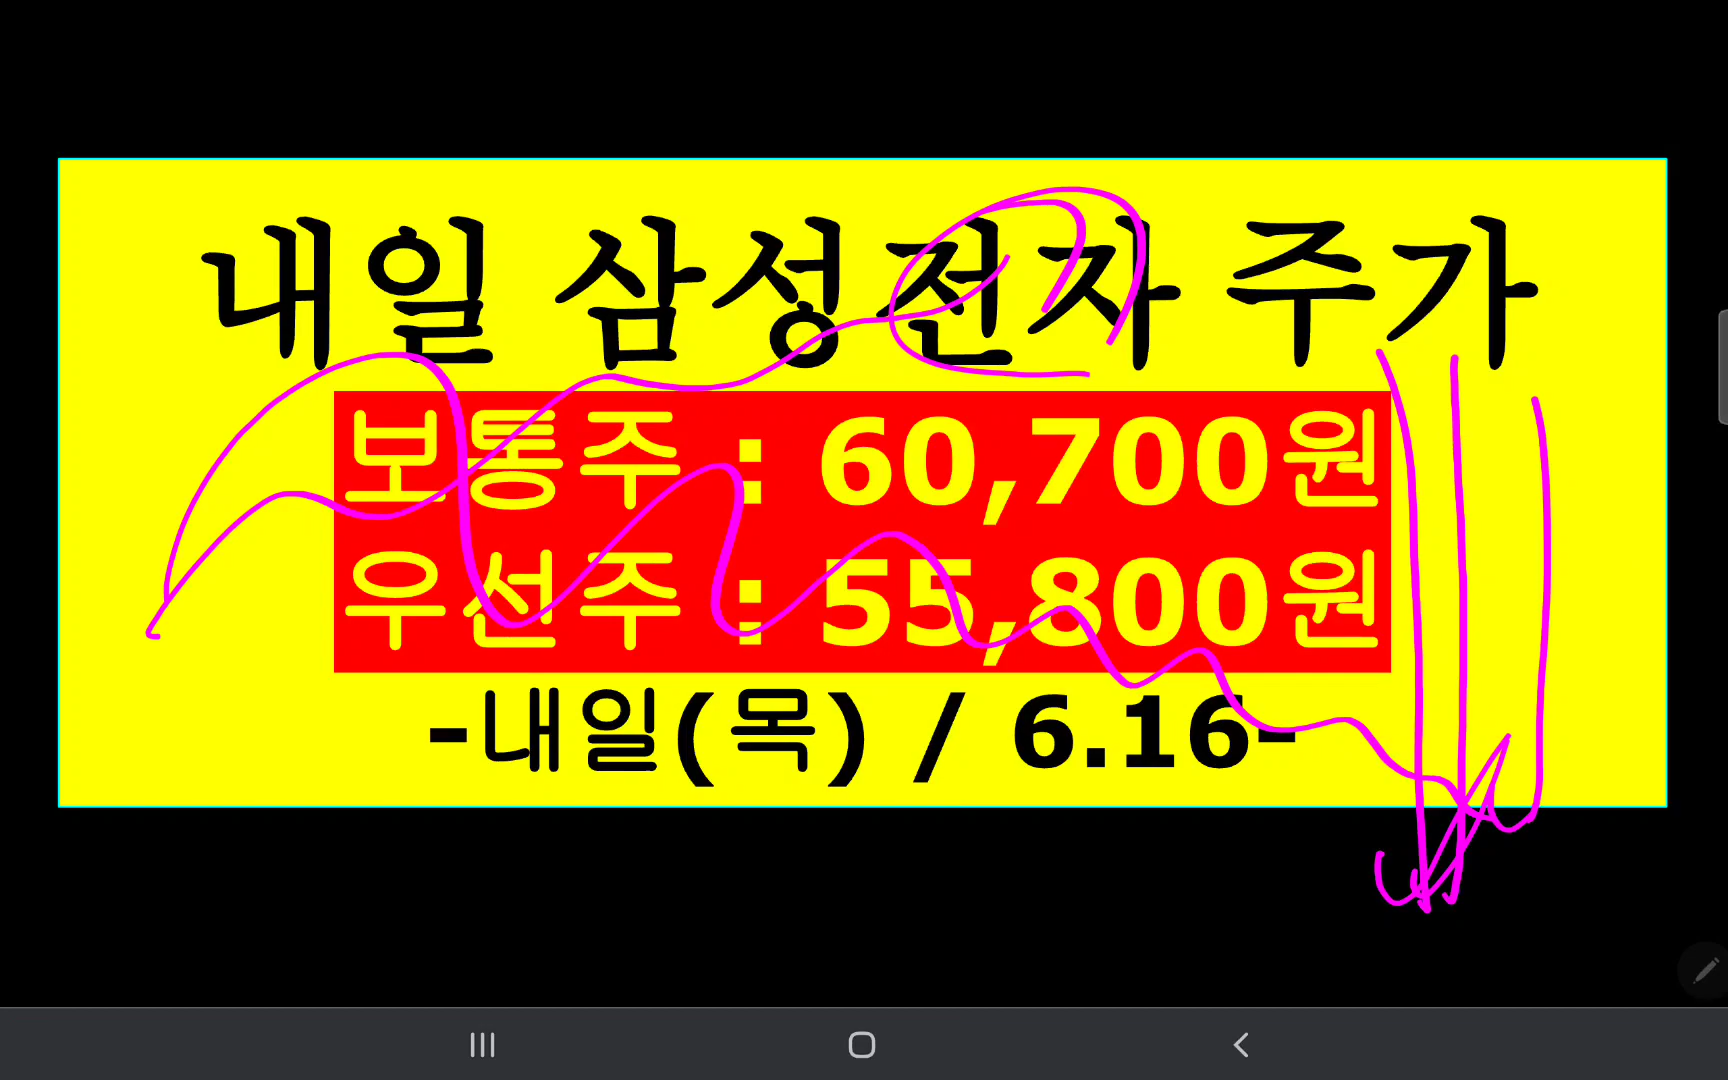 내일 삼성전자 주가
보통주 : 60,700원
우선주 : 55,800원
-내일(목) / 6.16-